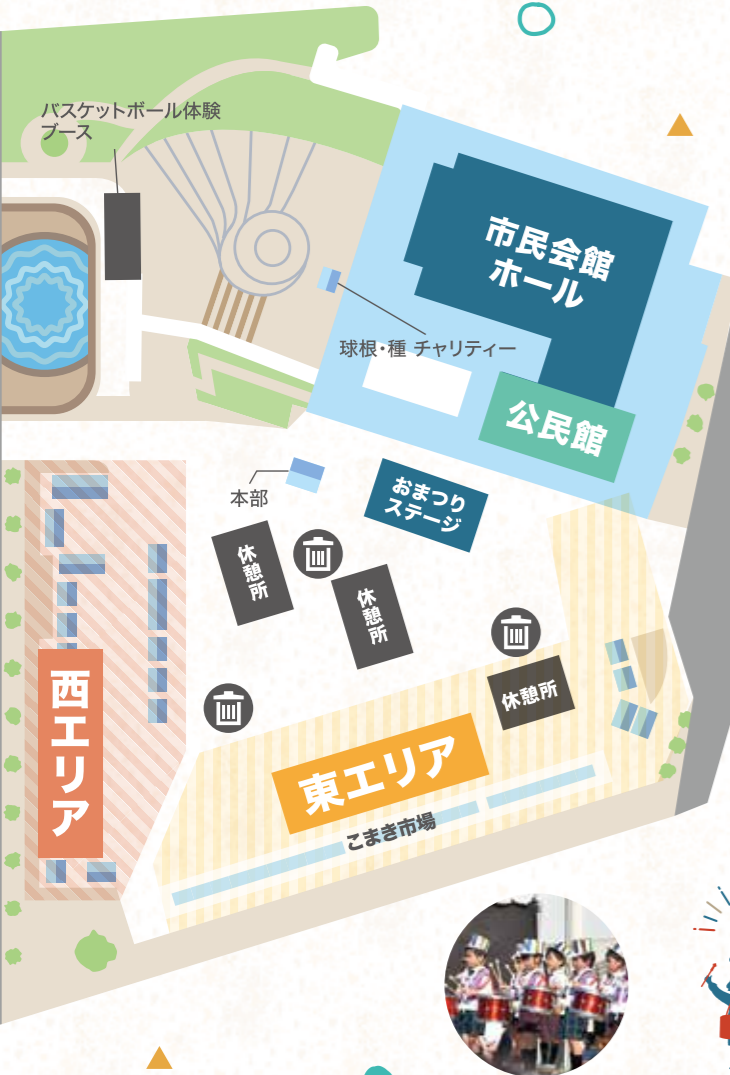 バスケットボール体験
ブース
市民会館
ホール
球根・種 チャリティー
公民館
本部
おまつり
ステージ
休憩所
休憩所
休憩所
西エリア
東エリア
こまき市場